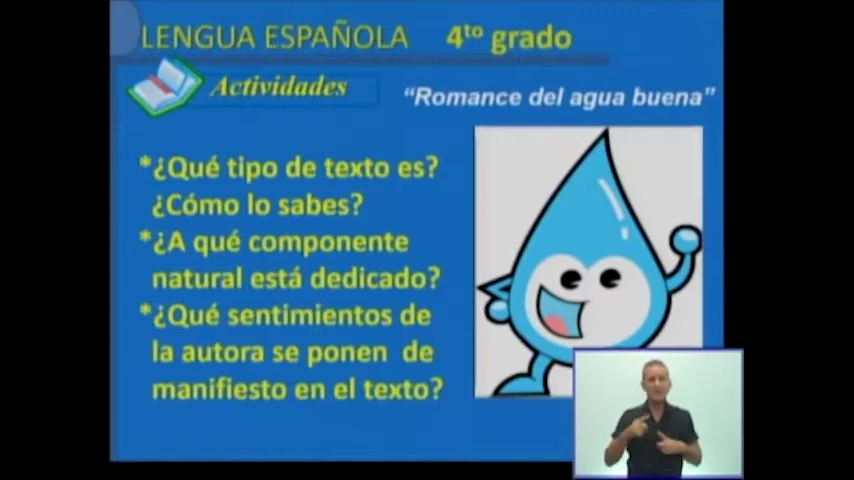 LENGUA ESPAÑOLA 4to grado
Actividades
“Romance del agua buena”
*¿Qué tipo de texto es?
¿Cómo lo sabes?
*¿A qué componente
natural está dedicado?
*¿Qué sentimientos de
la autora se ponen de
manifiesto en el texto?